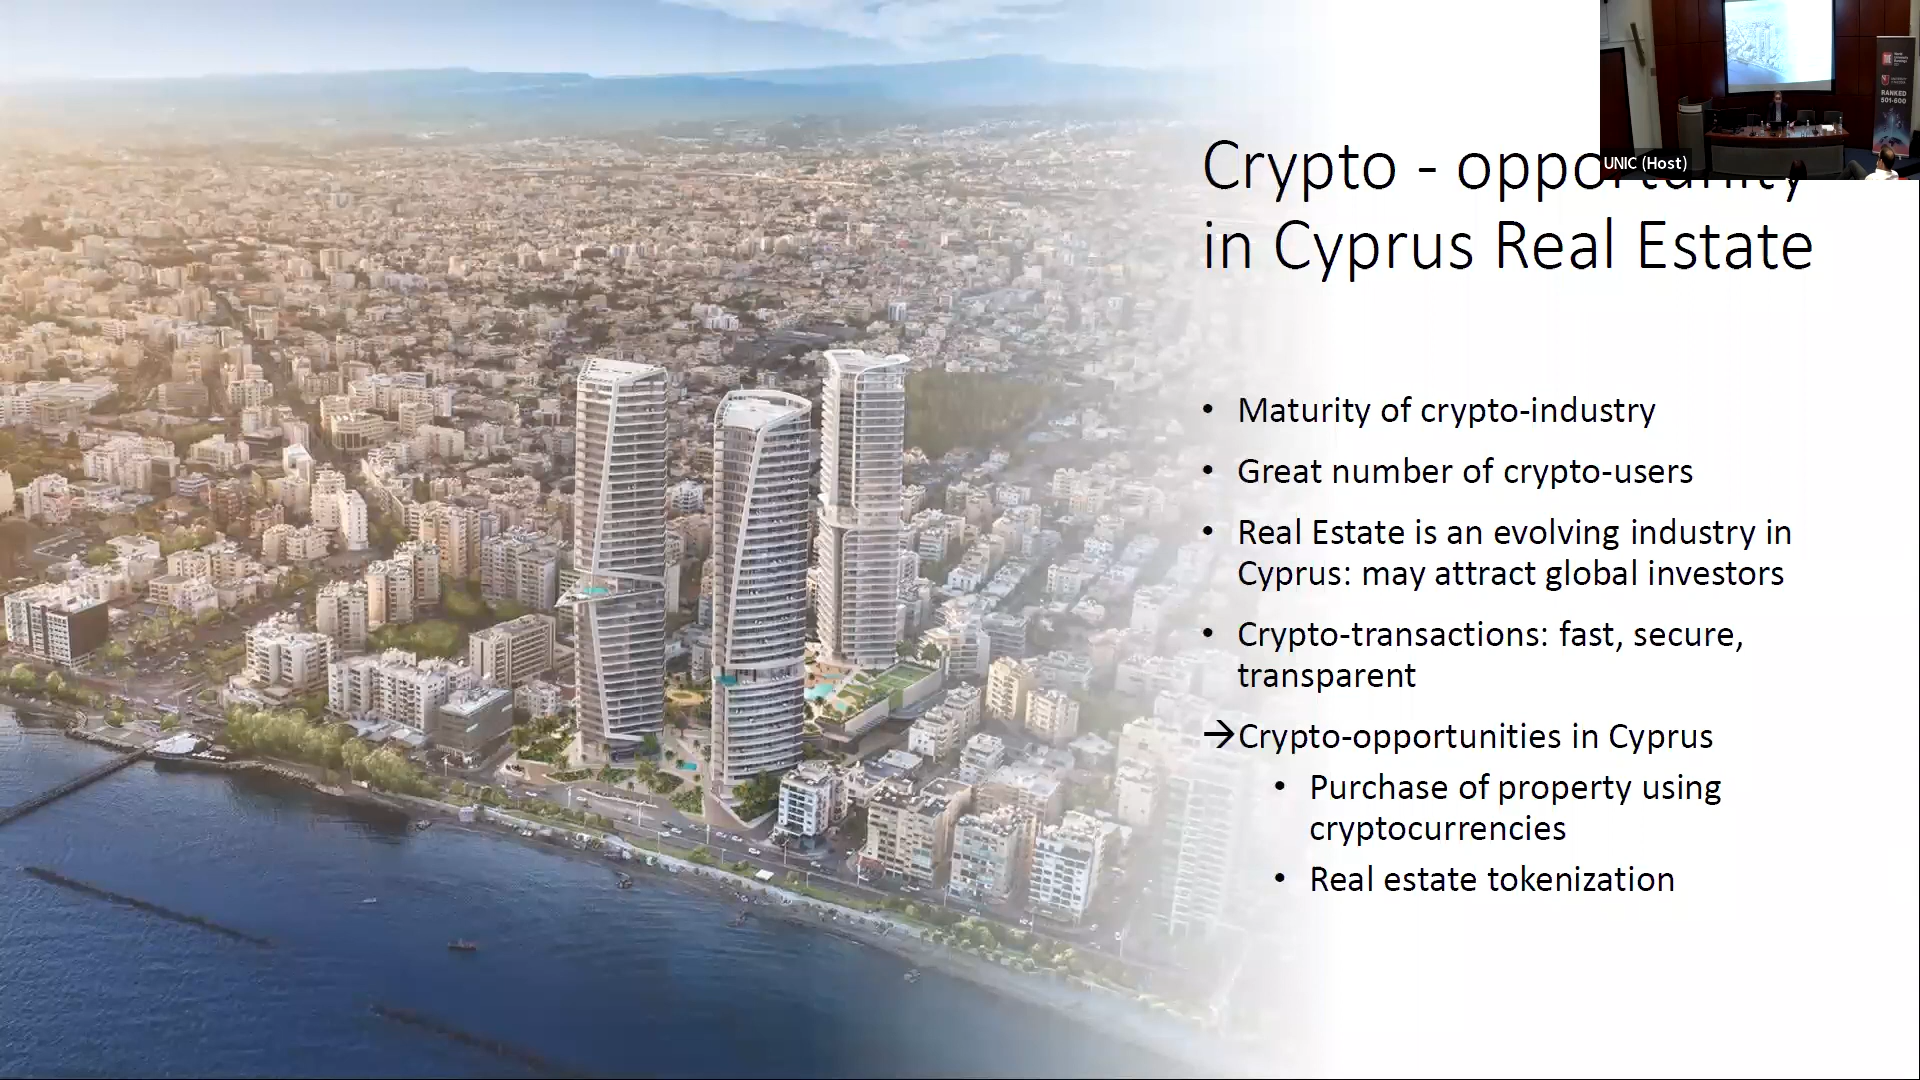 Crypto - opportunity
in Cyprus Real Estate
UNIC (Host)
RANKED
501-600
• Maturity of crypto-industry
• Great number of crypto-users
• Real Estate is an evolving industry in
Cyprus: may attract global investors
• Crypto-transactions: fast, secure,
transparent
→Crypto-opportunities in Cyprus
• Purchase of property using
cryptocurrencies
• Real estate tokenization